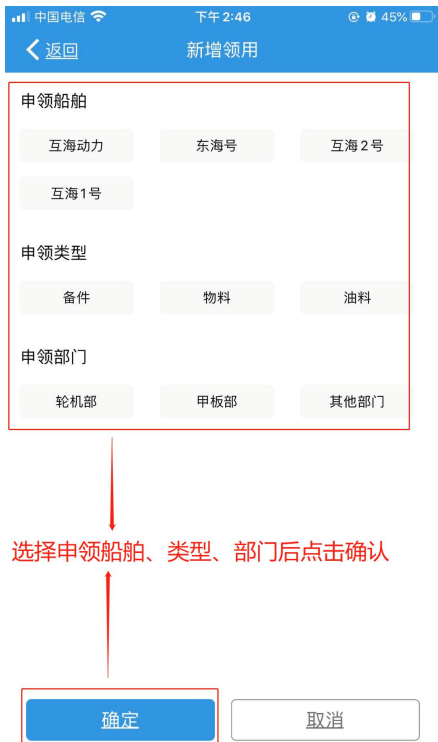 中国电信 下午2:46 45%
返回 新增领用
申领船舶
互海动力 东海号 互海2号
互海1号
申领类型
备件 物料 油料
申领部门
轮机部 甲板部 其他部门
选择申领船舶、类型、部门后点击确认
确定 取消